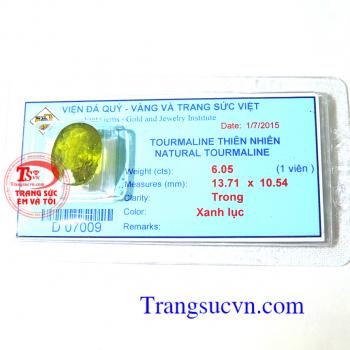 VIỆN ĐÁ QUÝ - VÀNG VÀ TRANG SỨC VIỆT
Viet Gems - Gold and Jewelry Institute
Date: 1/7/2015
TOURMALINE THIÊN NHIÊN
NATURAL TOURMALINE
Weight (cts): 6.05 (1 viên)
Measures (mm): 13.71 x 10.54
Clarity: Trong
Color: Xanh lục
Remarks:
D 07009
TSVN
TRANG SỨC
EM VÀ TÔI
Trangsucvn.com